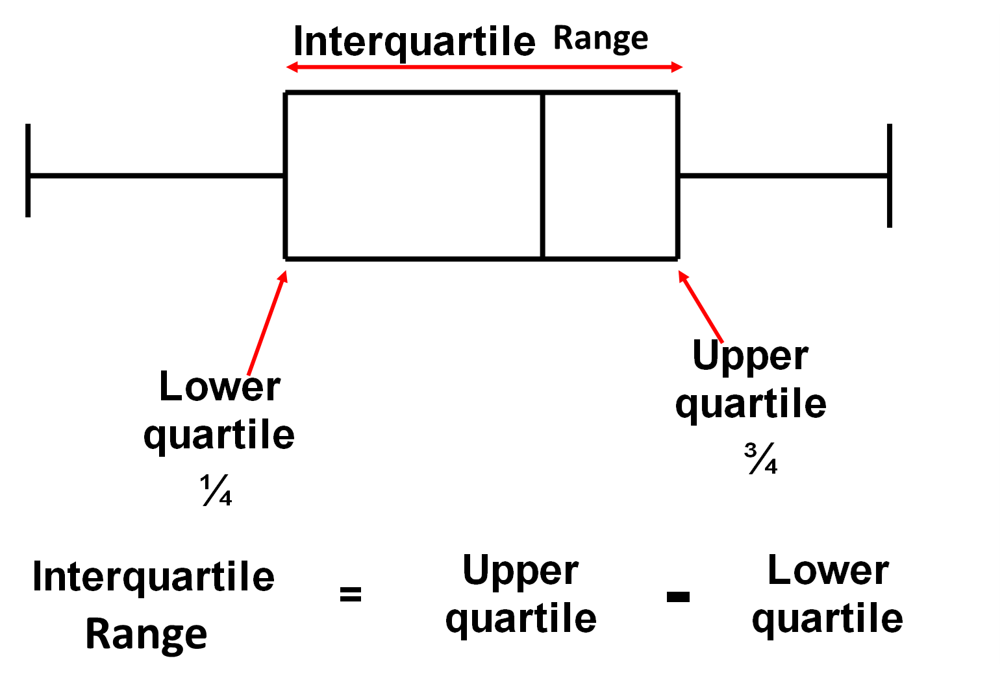 Interquartile Range
Upper
quartile
¾
Lower
quartile
¼
Interquartile
Range
=
Upper
quartile
-
Lower
quartile